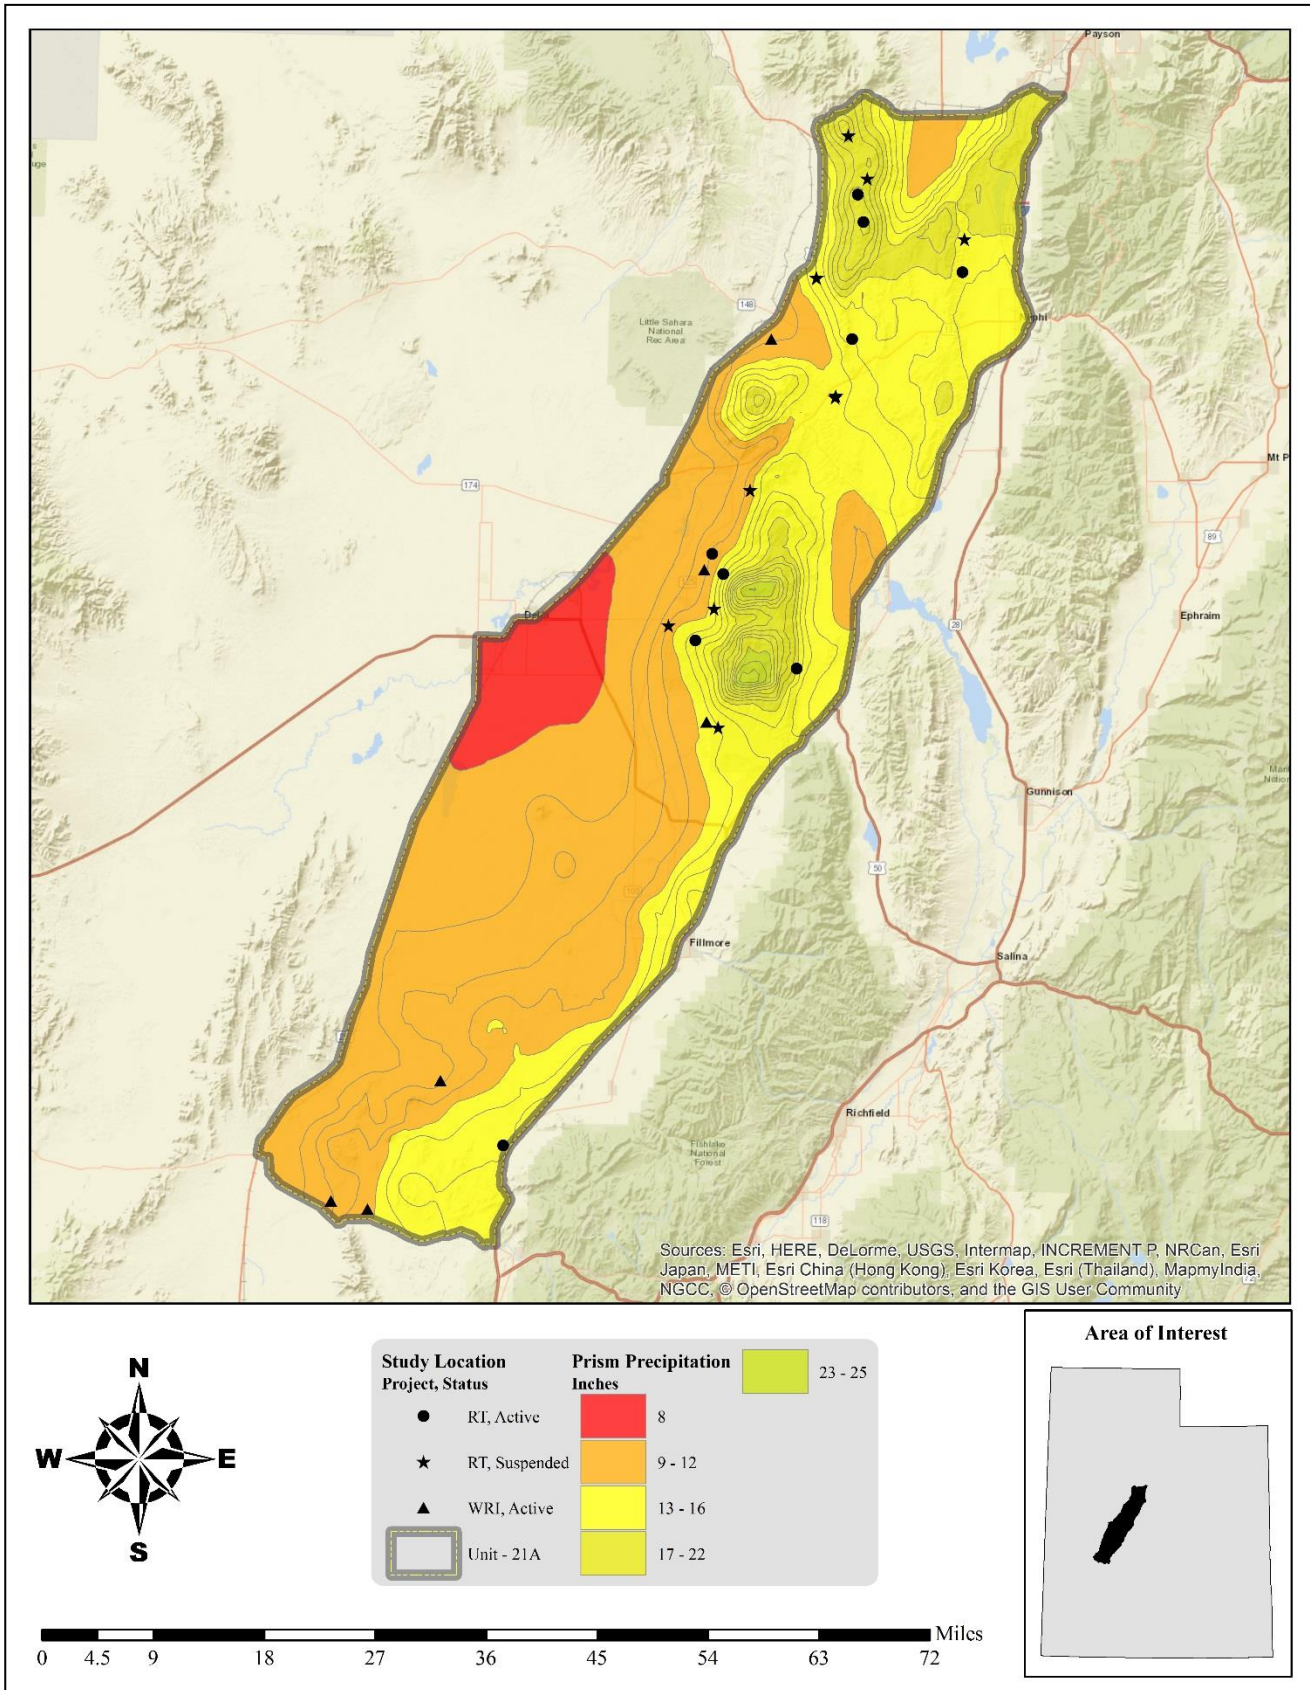 Payson
148
Little Sahara
National
Rec Area
Mt P
174
89
28
Ephraim
Gunnison
50
Fillmore
Salina
Richfield
Fishlake
National
Forest
118
Sources: Esri, HERE, DeLorme, USGS, Intermap, INCREMENT P, NRCan, Esri
Japan, METI, Esri China (Hong Kong), Esri Korea, Esri (Thailand), MapmyIndia,
NGCC, © OpenStreetMap contributors, and the GIS User Community
N
W
E
S
Study Location
Project, Status
RT, Active
RT, Suspended
WRI, Active
Unit - 21A
Prism Precipitation
Inches
8
9 - 12
13 - 16
17 - 22
23 - 25
Area of Interest
Miles
0 4.5 9 18 27 36 45 54 63 72